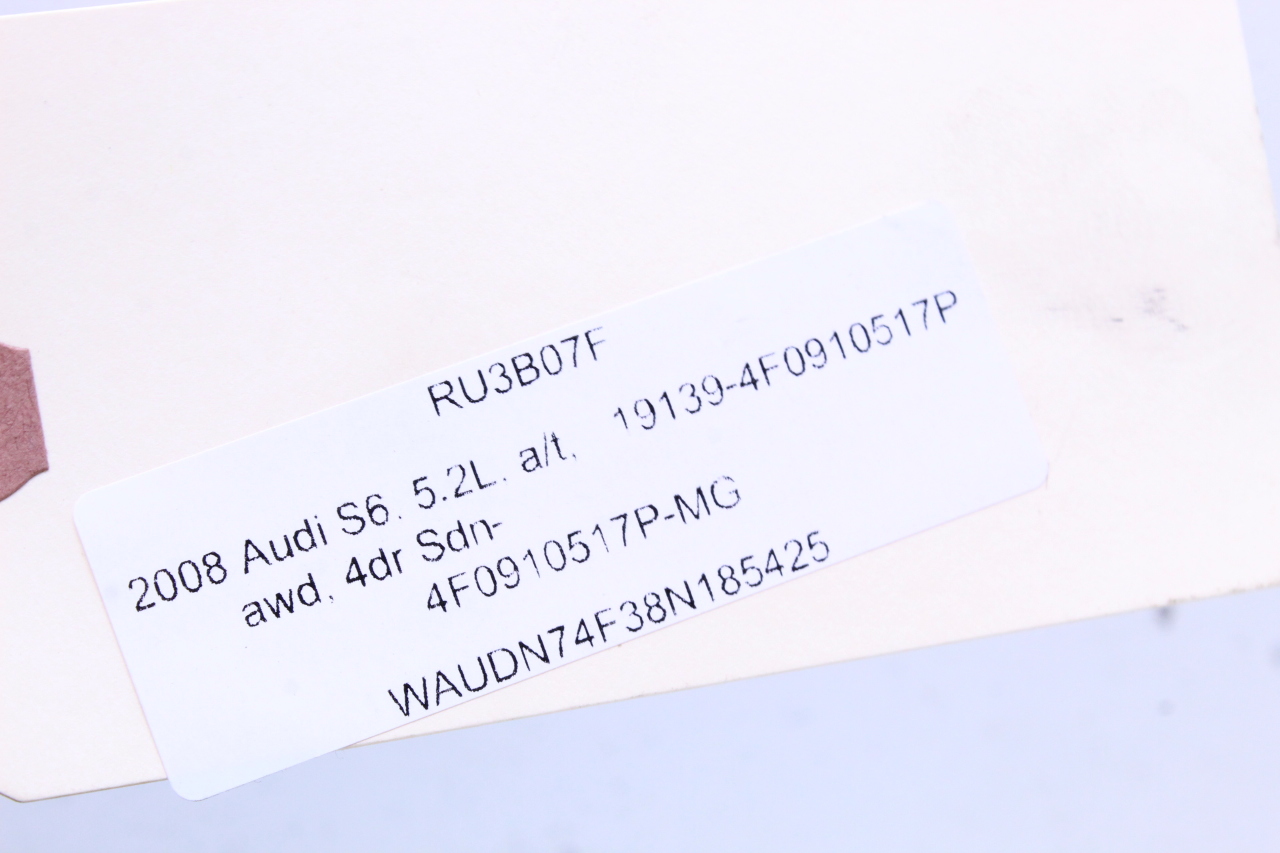 RU3B07F
19139-4F0910517P
2008 Audi S6, 5.2L, a/t,
awd, 4dr Sdn-
4F0910517P-MG
WAUDN74F38N185425